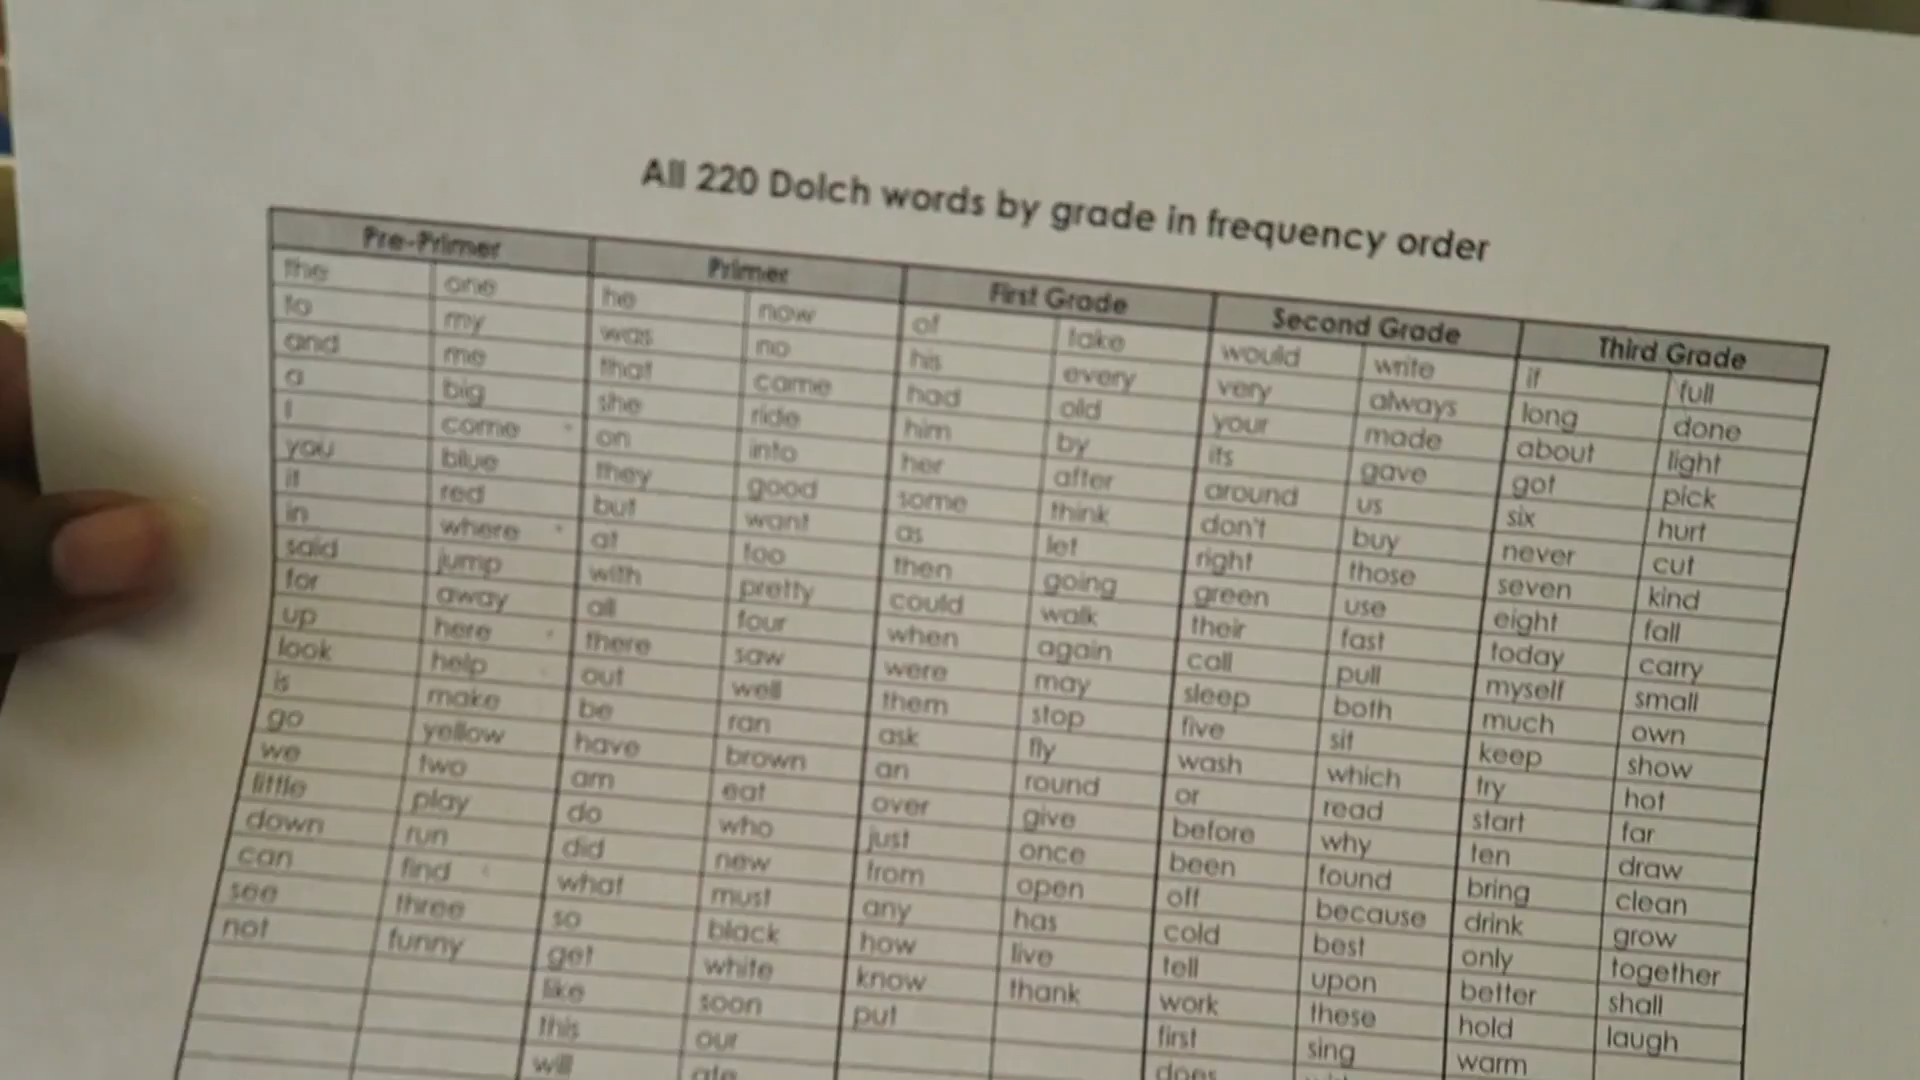 All 220 Dolch words by grade in frequency order
Pre-Primer Primer First Grade Second Grade Third Grade
the one he now of take would write if full
to my was no his every very always long done
and me that came had old your made about light
a big she ride him by its gave got pick
I come on into her after around us six hurt
you blue they good some think don't buy never cut
it red but want as let right those seven kind
in where at too then going green use eight fall
said jump with pretty could walk their fast today carry
for away all four when again call pull myself small
up here there saw were may sleep both much own
look help out well them stop five sit keep show
is make be ran ask fly wash which try hot
go yellow have brown an round or read start far
we two am eat over give before why ten draw
little play do who just once been found bring clean
down run did new from open off because drink grow
can find what must any has cold best only together
see three so black how live tell upon better shall
not funny get white know thank work these hold laugh
like soon put first sing warm
this our does
will ate